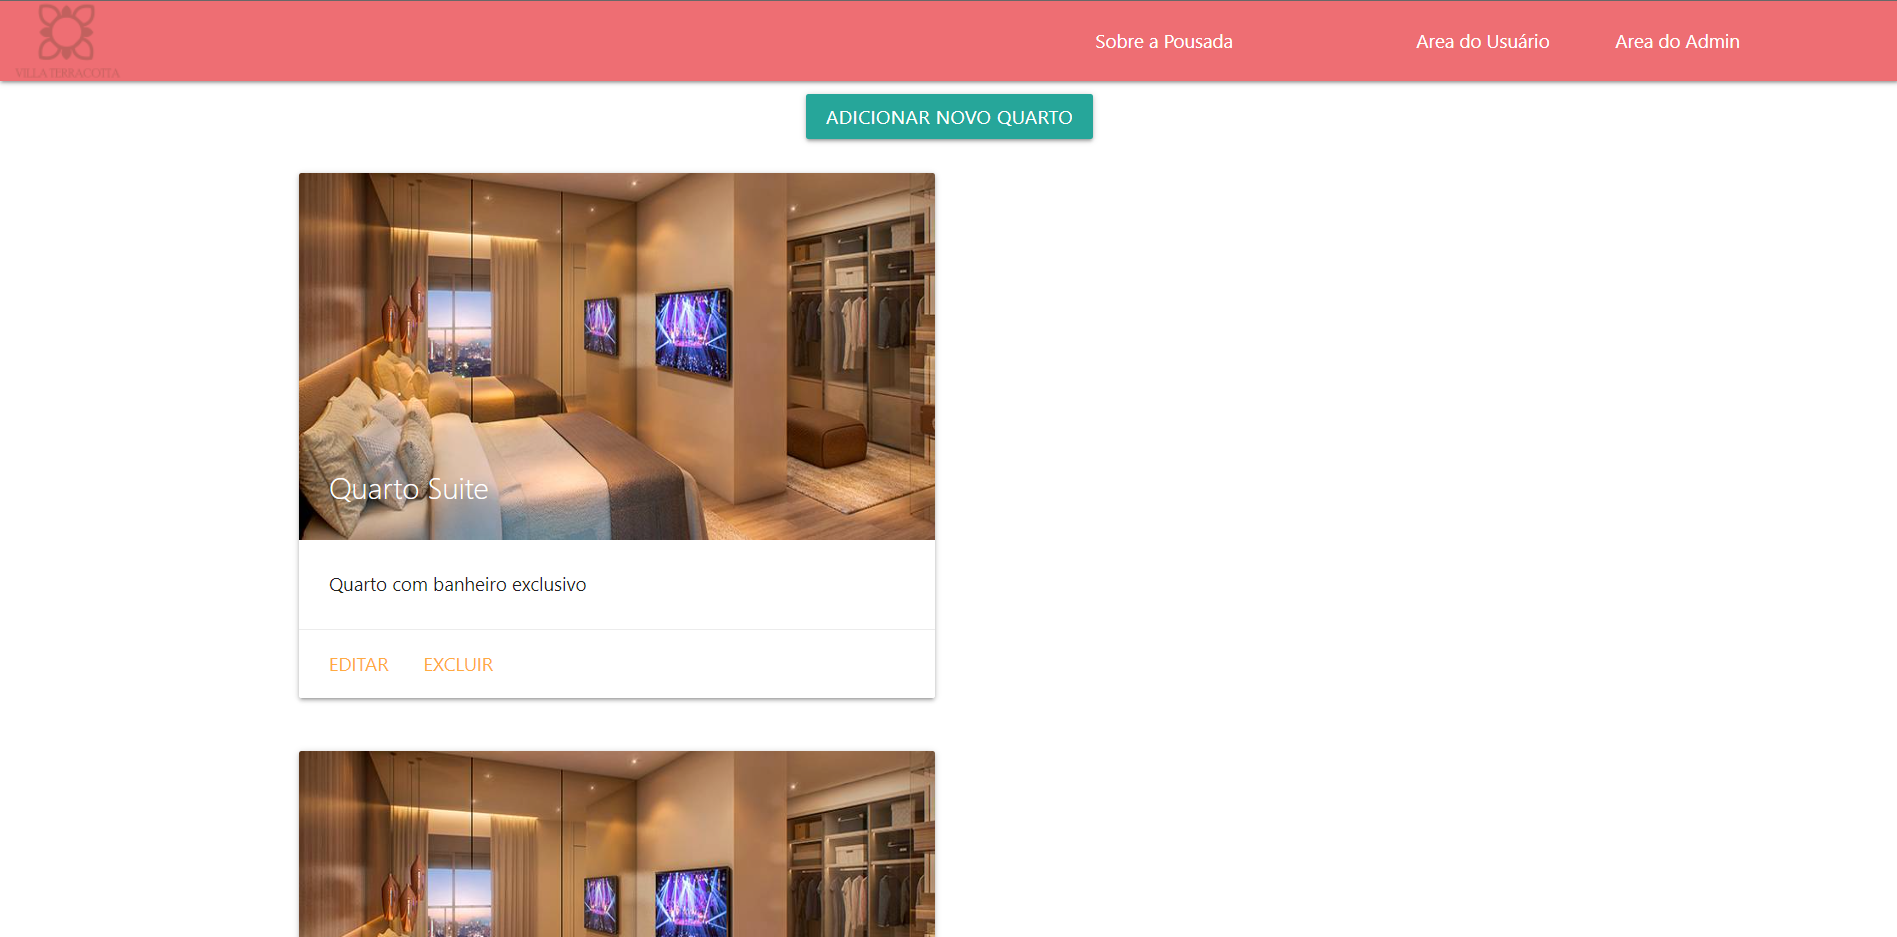 VILLA TERRACOTTA
Sobre a Pousada
Area do Usuário
Area do Admin
ADICIONAR NOVO QUARTO
Quarto Suite
Quarto com banheiro exclusivo
EDITAR
EXCLUIR